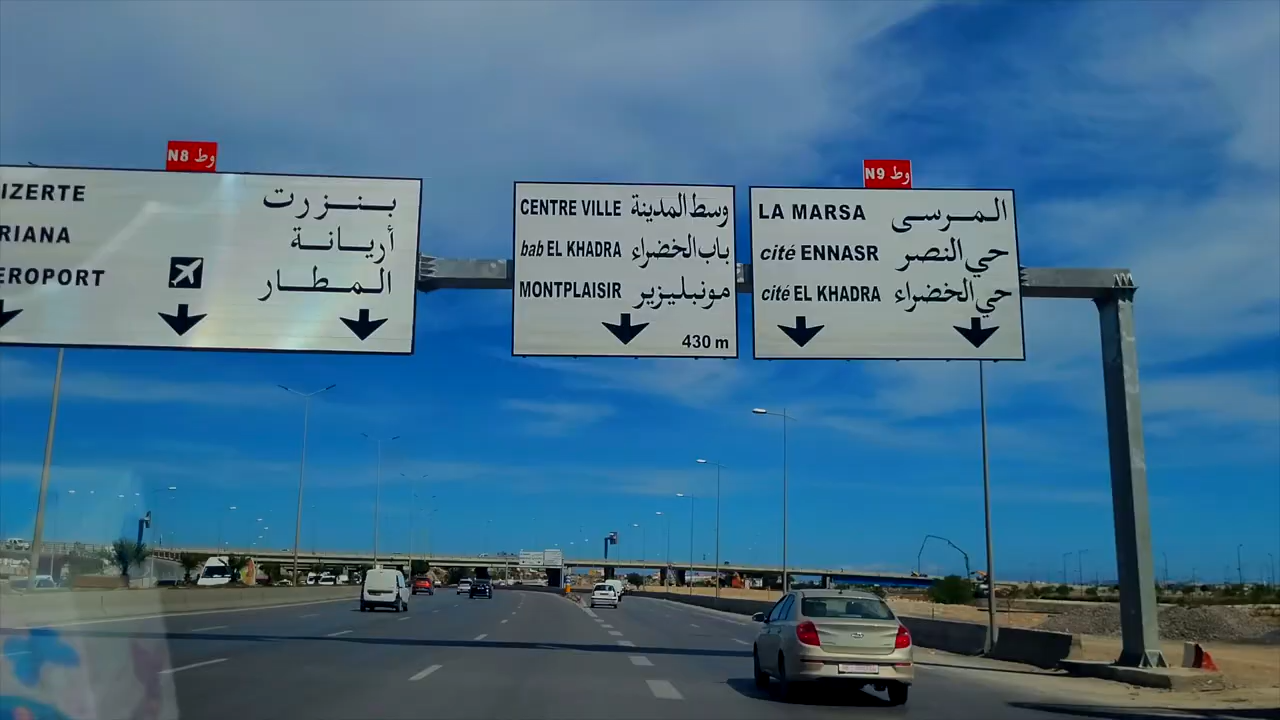 N8 وط
IZERTE بنزرت
RIANA أريانة
EROPORT المطار
CENTRE VILLE وسط المدينة
bab EL KHADRA باب الخضراء
MONTPLAISIR مونبليزير
430 m
N9 وط
LA MARSA المرسى
cité ENNASR حي النصر
cité EL KHADRA حي الخضراء